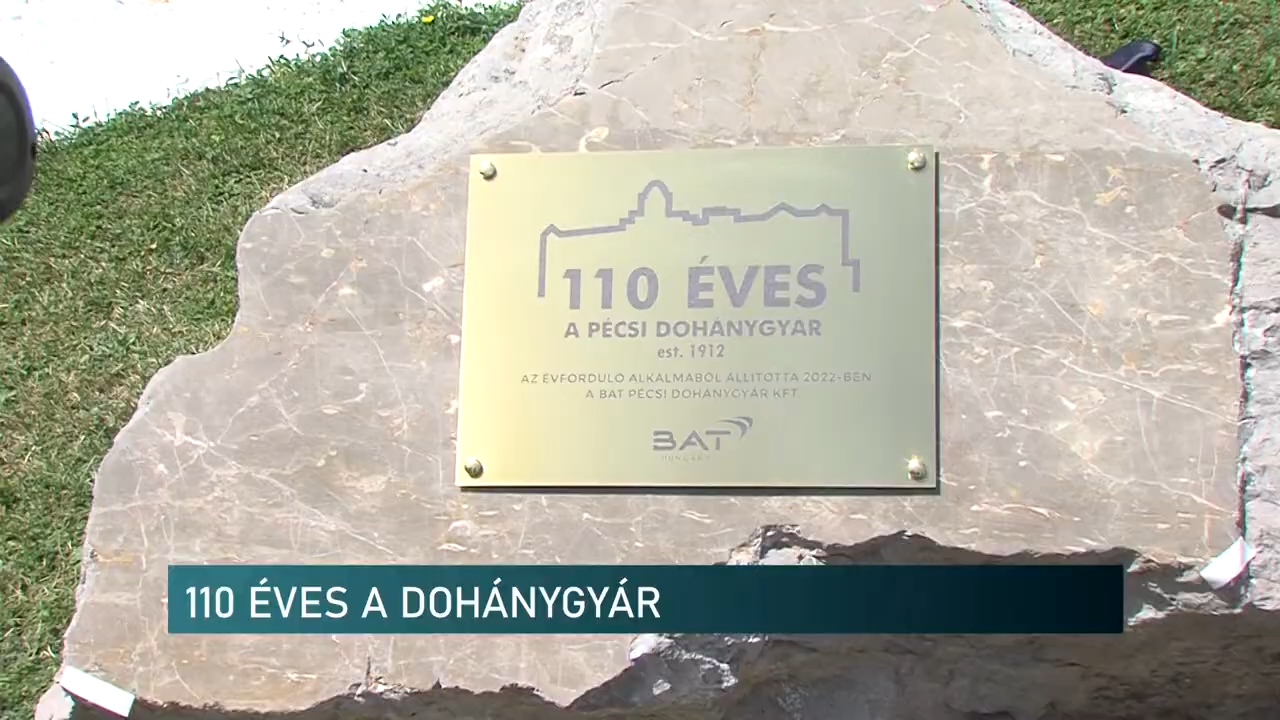 110 ÉVES
A PÉCSI DOHÁNYGYÁR
est. 1912
AZ ÉVFORDULÓ ALKALMÁBÓL ÁLLÍTOTTA 2022-BEN
A BAT PÉCSI DOHÁNYGYÁR KFT.
BAT
HUNGARY
110 ÉVES A DOHÁNYGYÁR